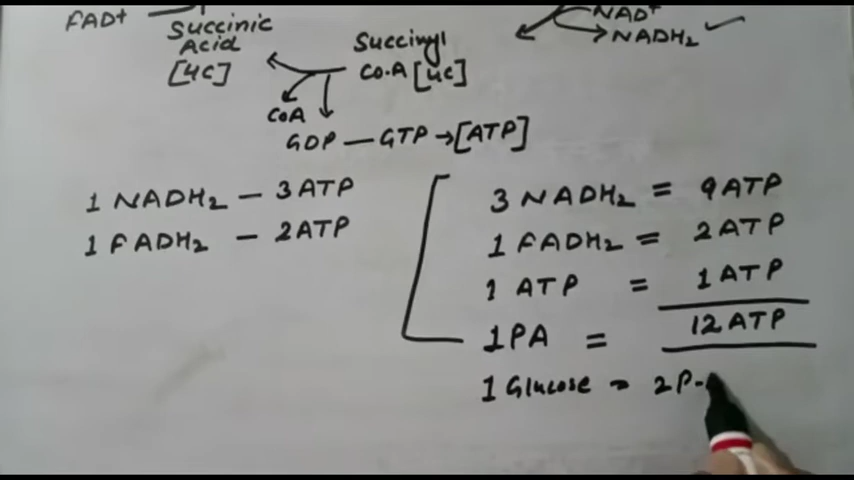 FAD+
Succinic
Acid
[4C]
Succinyl
CO.A [4C]
NAD+
NADH2
CoA
GDP — GTP → [ATP]
1 NADH2 — 3 ATP
1 FADH2 — 2 ATP
3 NADH2 = 9 ATP
1 FADH2 = 2 ATP
1 ATP = 1 ATP
1 PA = 12 ATP
1 Glucose = 2 P.